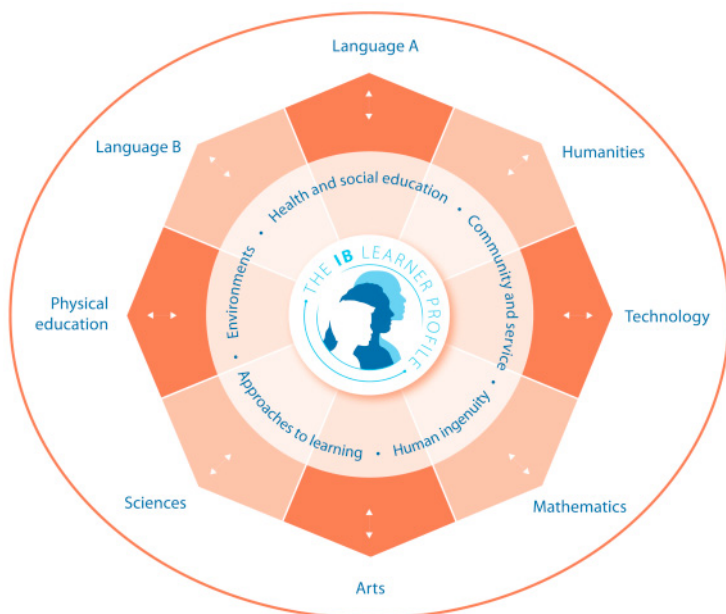 Language A
Language B
Humanities
Health and social education
•
Community and service
•
Environments
•
THE IB LEARNER PROFILE
Physical
education
Technology
•
Approaches to learning
•
Human ingenuity
•
Sciences
Mathematics
Arts